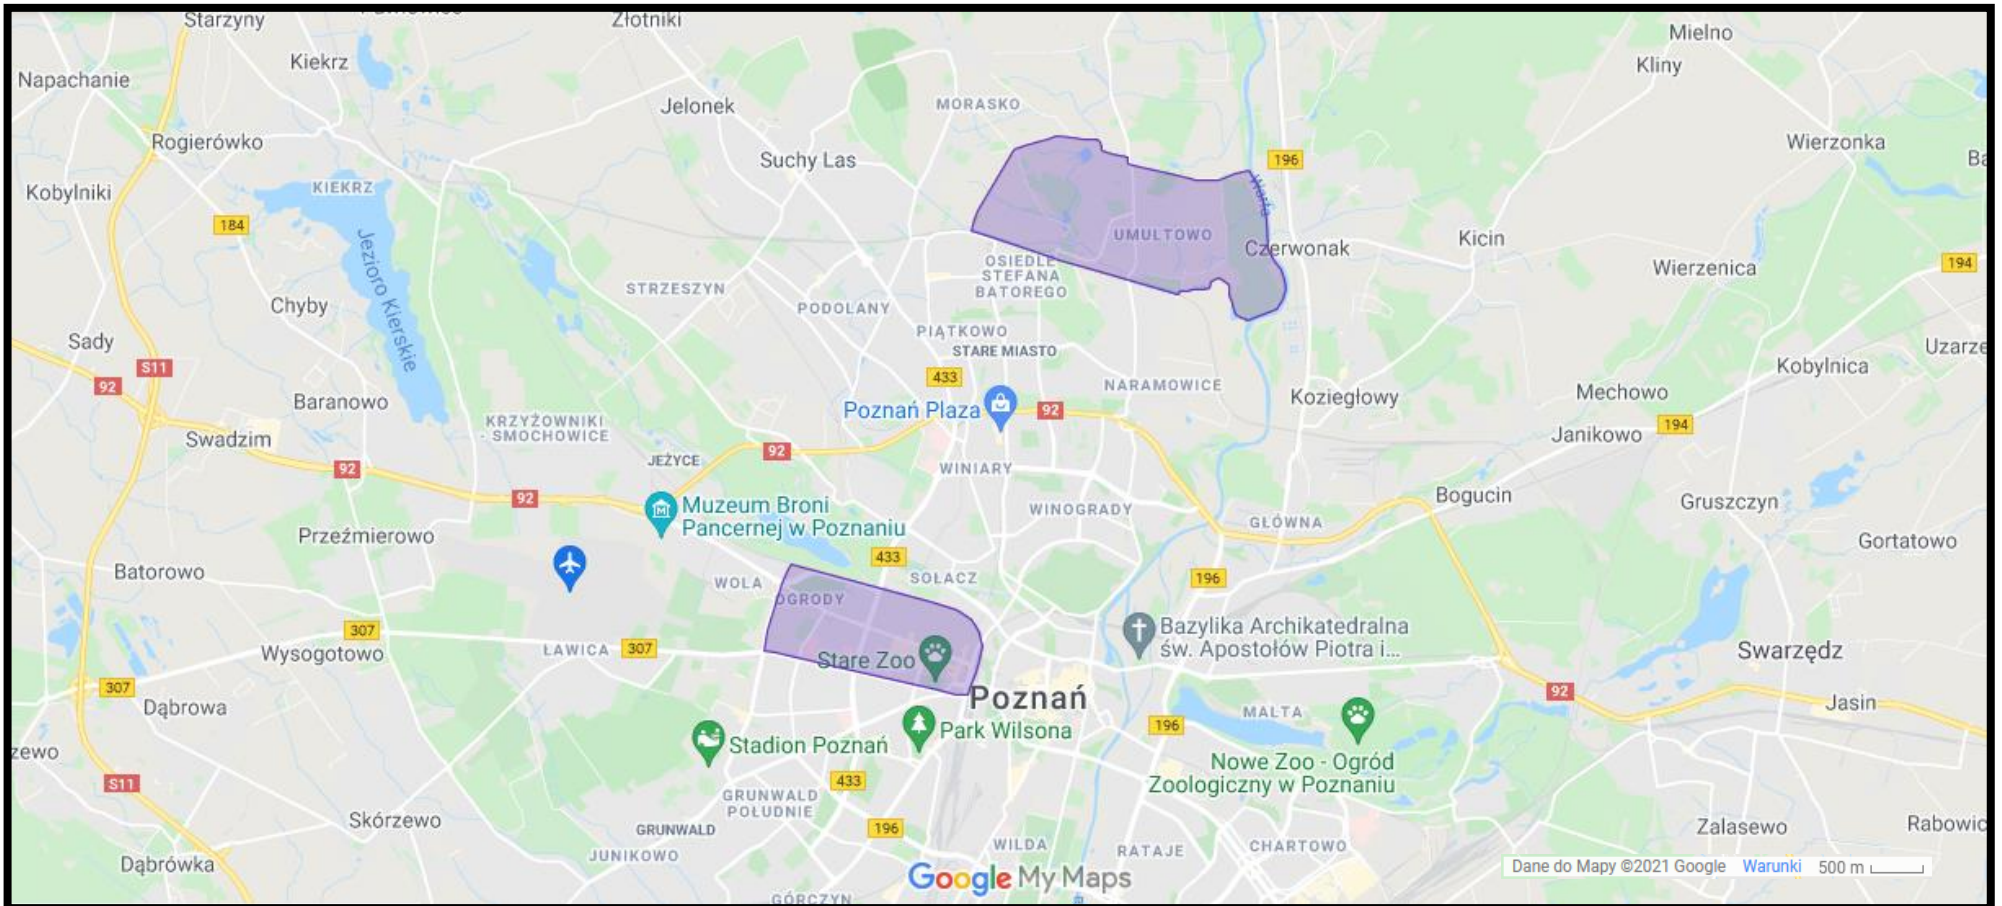 Starzyny
Złotniki
Mielno
Kiekrz
Kliny
Napachanie
Jelonek
MORASKO
Rogierówko
Wierzonka
Suchy Las
196
Kobylniki
KIEKRZ
Warta
184
UMULTOWO
Kicin
Czerwonak
Jezioro Kierskie
OSIEDLE
STEFANA
BATOREGO
Wierzenica
194
STRZESZYN
Chyby
PODOLANY
PIĄTKOWO
Sady
STARE MIASTO
Uzarze
S11
Kobylnica
92
433
NARAMOWICE
Mechowo
Baranowo
Koziegłowy
Poznań Plaza
92
KRZYŻOWNIKI
- SMOCHOWICE
194
Janikowo
Swadzim
92
JEŻYCE
92
WINIARY
92
Bogucin
Muzeum Broni
Pancernej w Poznaniu
WINOGRADY
GŁÓWNA
Gruszczyn
Przeźmierowo
Gortatowo
433
Batorowo
WOLA
SOŁACZ
196
OGRODY
307
Bazylika Archikatedralna
św. Apostołów Piotra i...
Wysogotowo
ŁAWICA
307
Stare Zoo
Swarzędz
307
Dąbrowa
Poznań
92
Jasin
MALTA
196
Park Wilsona
Stadion Poznań
zewo
Nowe Zoo - Ogród
Zoologiczny w Poznaniu
S11
433
GRUNWALD
POŁUDNIE
Skórzewo
GRUNWALD
196
Zalasewo
Rabowic
WILDA
RATAJE
CHARTOWO
JUNIKOWO
Dąbrówka
Google My Maps
Dane do Mapy ©2021 Google Warunki 500 m
GÓRCZYN